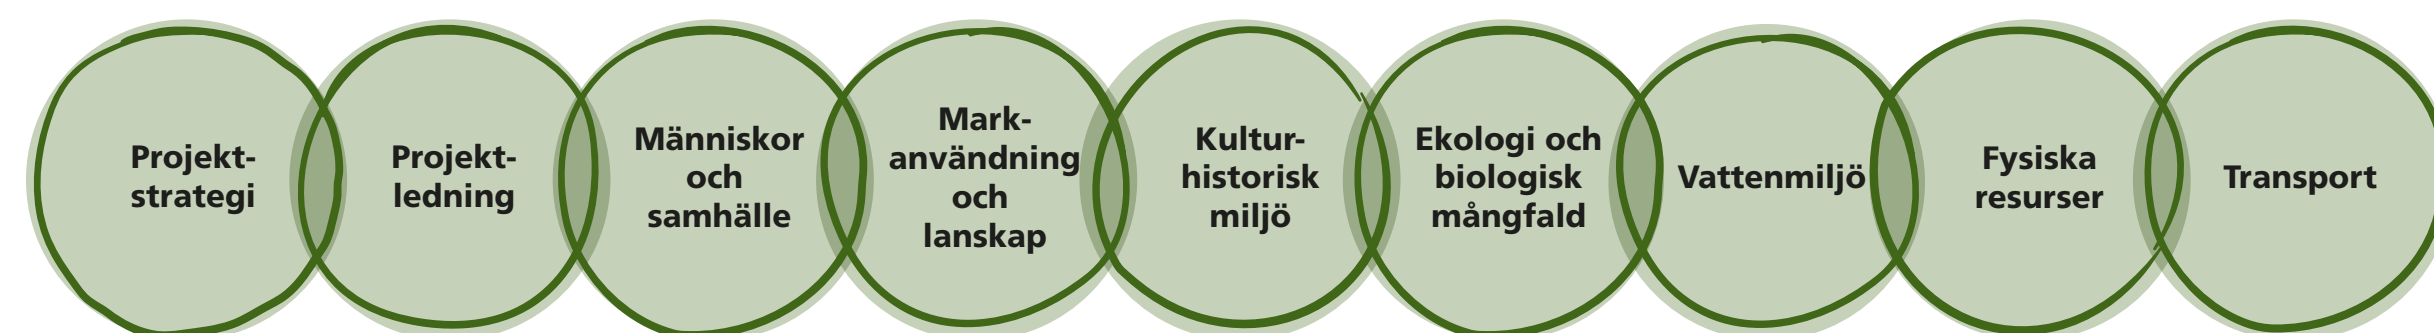 Projekt-
strategi
Projekt-
ledning
Människor
och
samhälle
Mark-
användning
och
lanskap
Kultur-
historisk
miljö
Ekologi och
biologisk
mångfald
Vattenmiljö
Fysiska
resurser
Transport